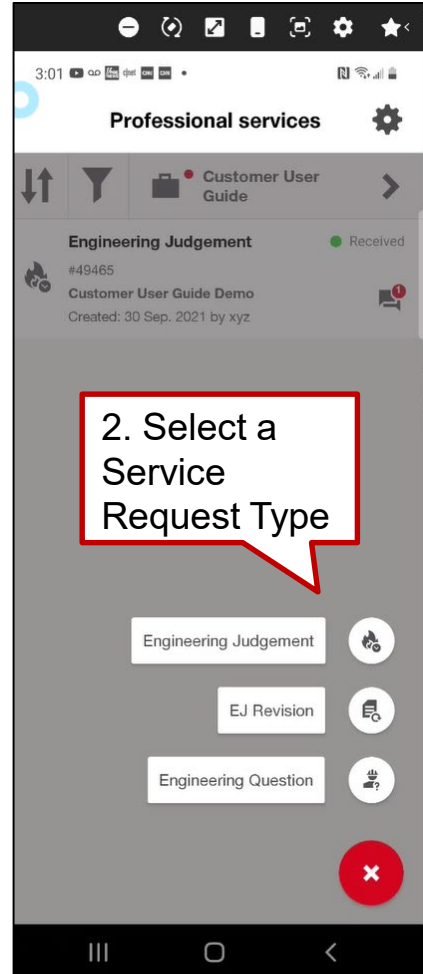 3:01
Professional services
Customer User
Guide
Engineering Judgement
Received
#49465
Customer User Guide Demo
1
Created: 30 Sep. 2021 by xyz
2. Select a
Service
Request Type
Engineering Judgement
EJ Revision
Engineering Question